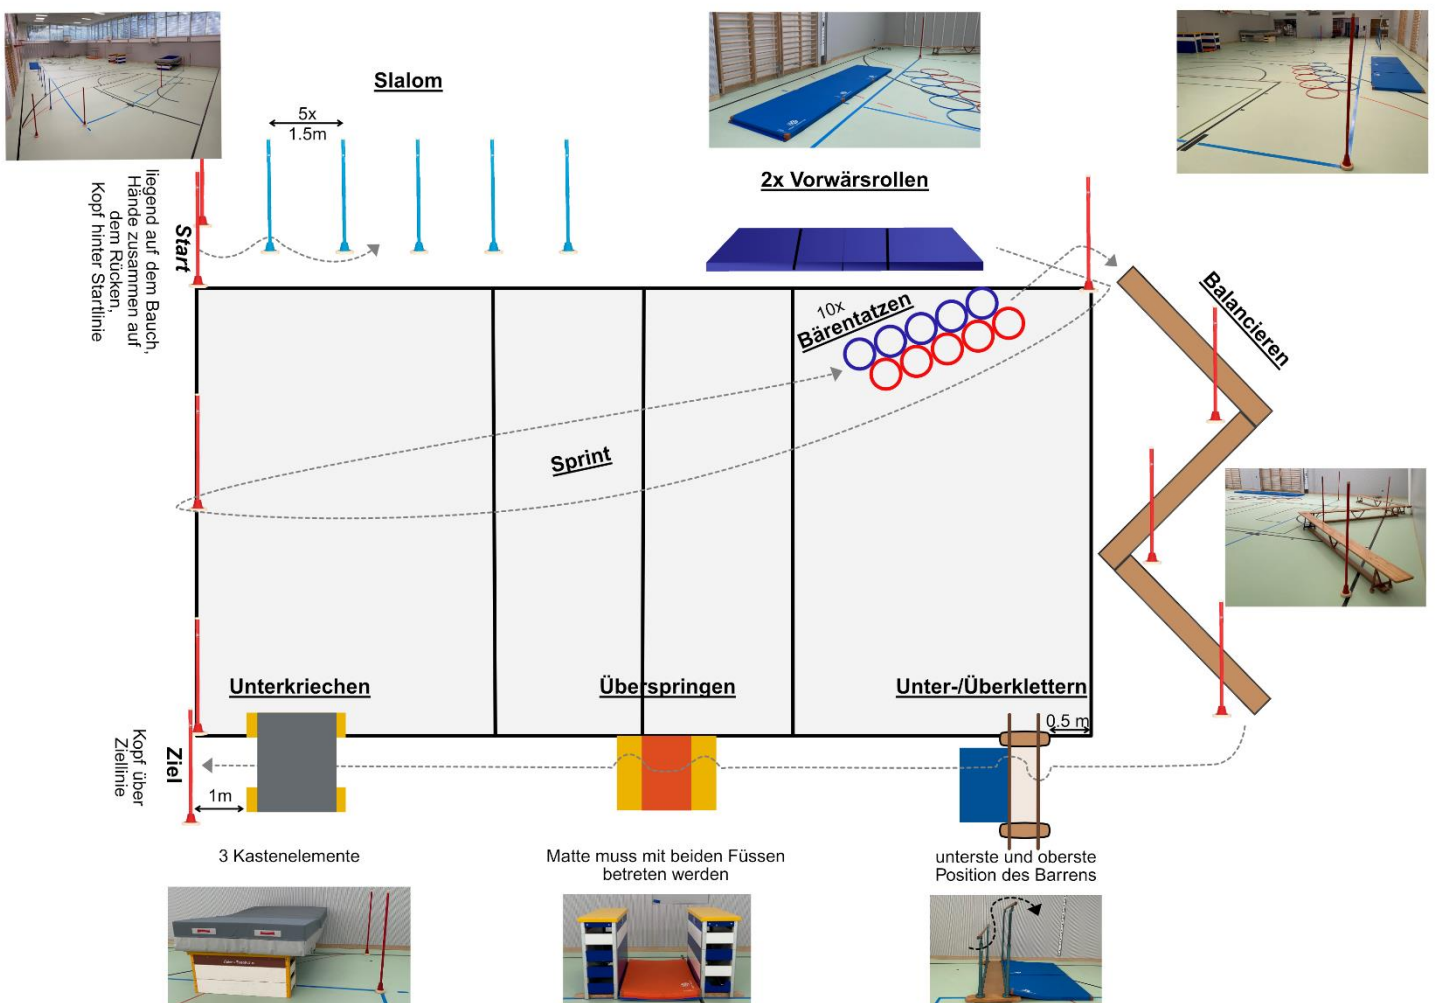 Slalom
5x
1.5m
2x Vorwärsrollen
Start
liegend auf dem Bauch,
Hände zusammen auf
dem Rücken,
Kopf hinter Startlinie
10x
Bärentatzen
Balancieren
Sprint
Unterkriechen
Überspringen
Unter-/Überklettern
0.5 m
Ziel
Kopf über
Ziellinie
1m
3 Kastenelemente
Matte muss mit beiden Füssen
betreten werden
unterste und oberste
Position des Barrens